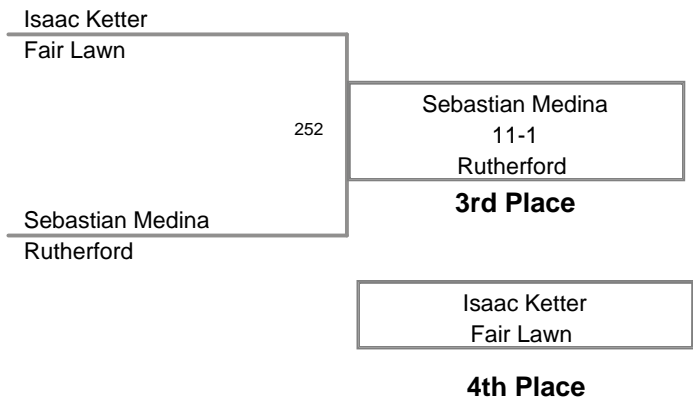 Isaac Ketter
Fair Lawn
252
Sebastian Medina
11-1
Rutherford
3rd Place
Sebastian Medina
Rutherford
Isaac Ketter
Fair Lawn
4th Place